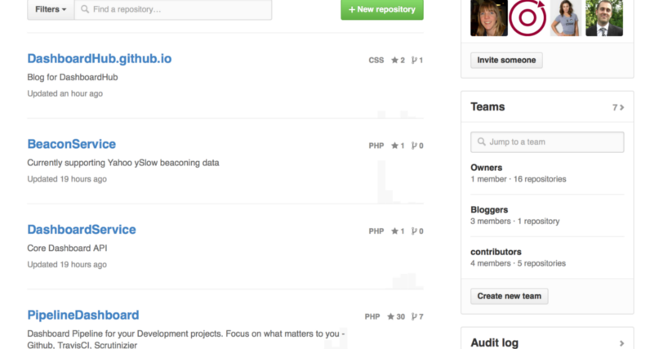 Filters
Find a repository...
+ New repository
DashboardHub.github.io
CSS 2 1
Blog for DashboardHub
Updated an hour ago
BeaconService
PHP 1 0
Currently supporting Yahoo ySlow beaconing data
Updated 19 hours ago
DashboardService
PHP 1 0
Core Dashboard API
Updated 19 hours ago
PipelineDashboard
PHP 30 7
Dashboard Pipeline for your Development projects. Focus on what matters to you -
Github, TravisCI, Scrutinizier
Invite someone
Teams 7
Jump to a team
Owners
1 member · 16 repositories
Bloggers
3 members · 1 repository
contributors
4 members · 5 repositories
Create new team
Audit log